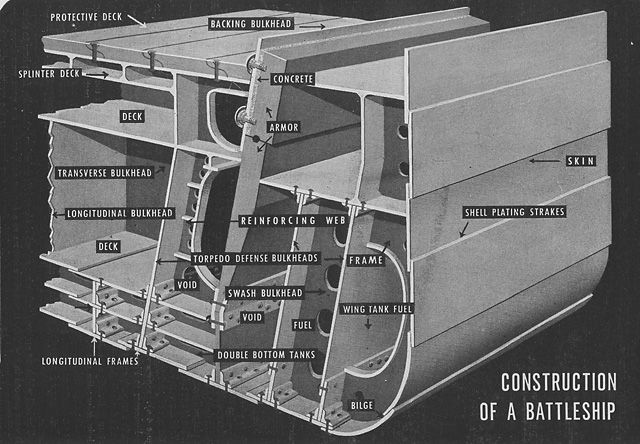 PROTECTIVE DECK
BACKING BULKHEAD
SPLINTER DECK
CONCRETE
DECK
ARMOR
TRANSVERSE BULKHEAD
SKIN
LONGITUDINAL BULKHEAD
REINFORCING WEB
SHELL PLATING STRAKES
DECK
TORPEDO DEFENSE BULKHEADS
FRAME
VOID
SWASH BULKHEAD
VOID
FUEL
WING TANK FUEL
LONGITUDINAL FRAMES
DOUBLE BOTTOM TANKS
BILGE
CONSTRUCTION
OF A BATTLESHIP